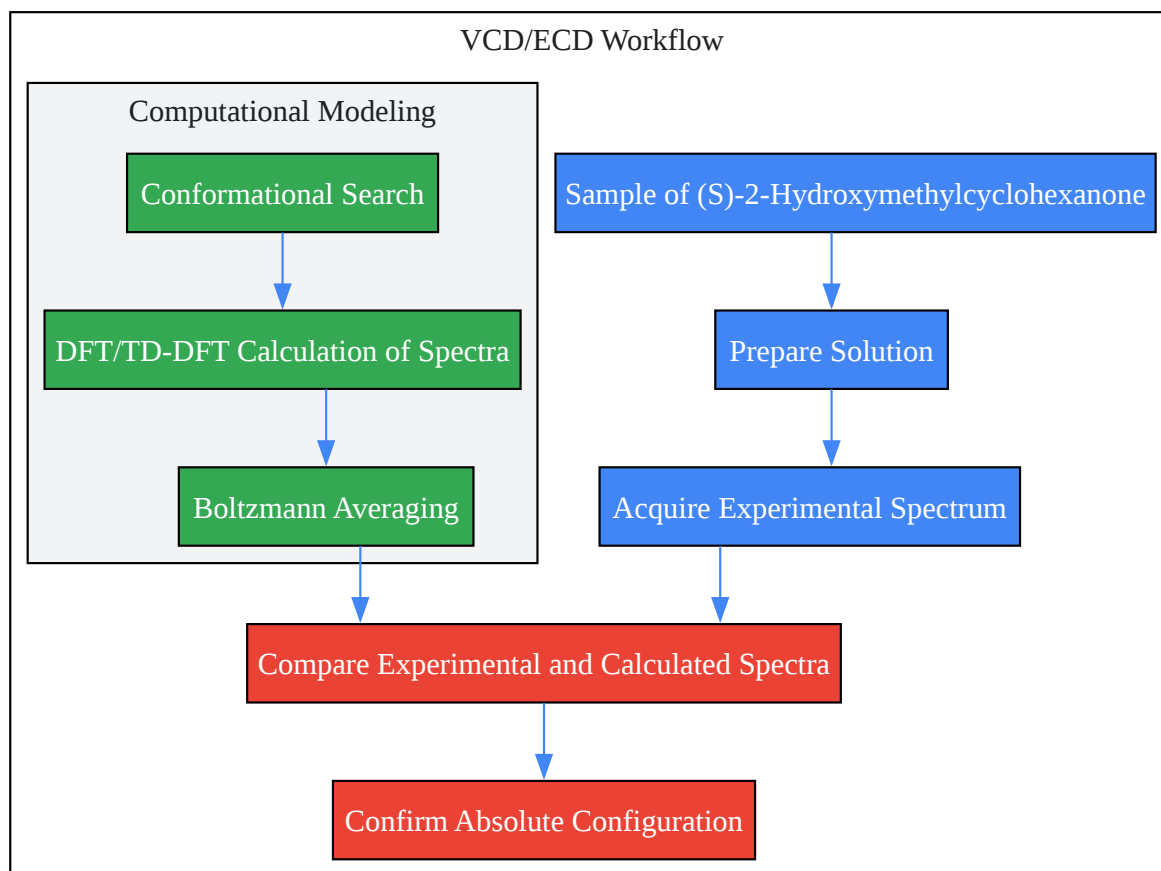 VCD/ECD Workflow
Computational Modeling
Conformational Search
Sample of (S)-2-Hydroxymethylcyclohexanone
DFT/TD-DFT Calculation of Spectra
Prepare Solution
Boltzmann Averaging
Acquire Experimental Spectrum
Compare Experimental and Calculated Spectra
Confirm Absolute Configuration